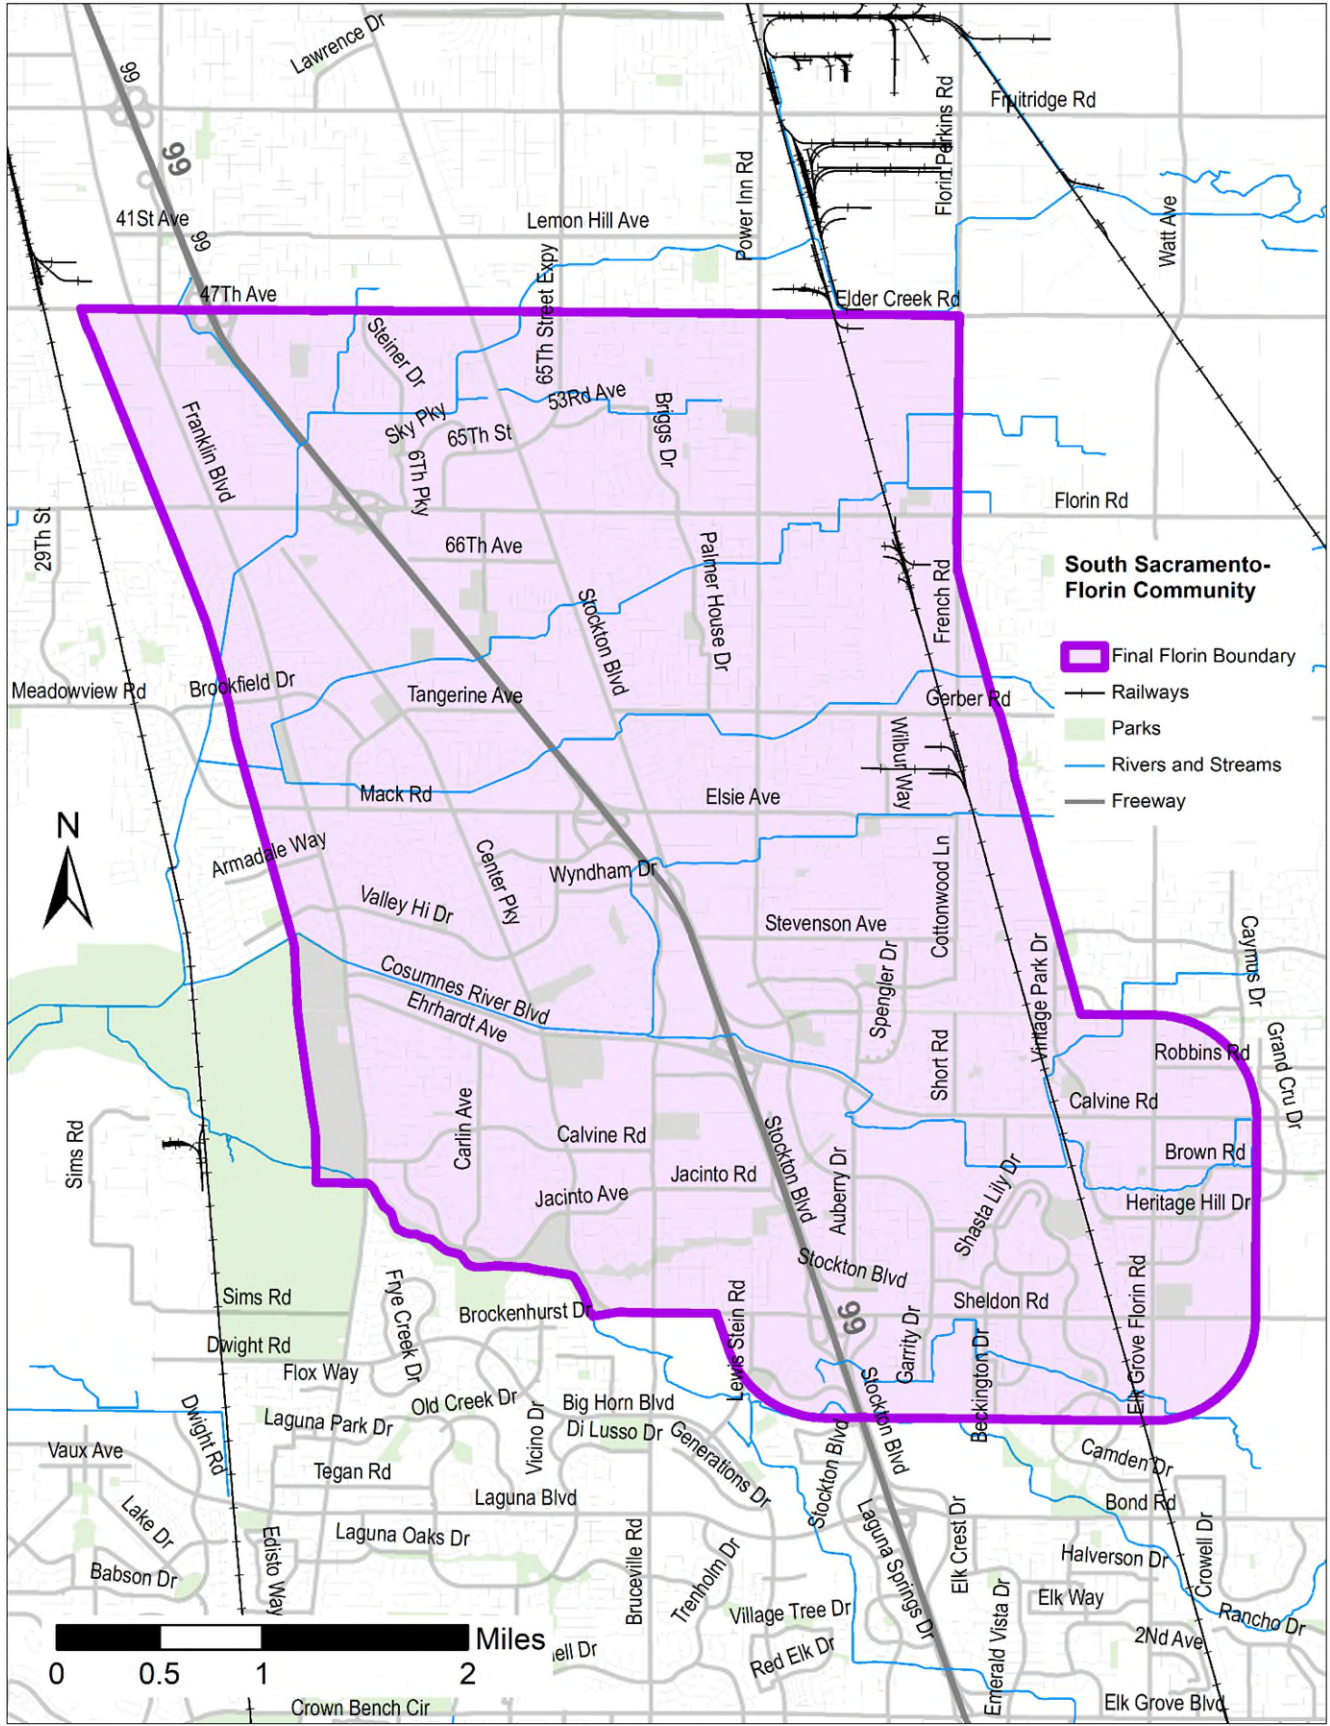 Lawrence Dr
99
Fruitridge Rd
Florin Perkins Rd
99
Power Inn Rd
Watt Ave
41St Ave
Lemon Hill Ave
99
47Th Ave
65Th Street Expy
Elder Creek Rd
Steiner Dr
53Rd Ave
Briggs Dr
Franklin Blvd
Sky Pky
65Th St
6Th Pky
Florin Rd
29Th St
66Th Ave
Palmer House Dr
French Rd
South Sacramento-
Florin Community
Stockton Blvd
Final Florin Boundary
Meadowview Rd
Brookfield Dr
Tangerine Ave
Gerber Rd
Railways
Parks
Wilbur Way
Rivers and Streams
Mack Rd
Elsie Ave
Freeway
N
Armadale Way
Center Pky
Wyndham Dr
Cottonwood Ln
Valley Hi Dr
Stevenson Ave
Caymus Dr
Cosumnes River Blvd
Spengler Dr
Vintage Park Dr
Ehrhardt Ave
Robbins Rd
Grand Cru Dr
Short Rd
Calvine Rd
Sims Rd
Carlin Ave
Calvine Rd
Stockton Blvd
Brown Rd
Jacinto Rd
Auberry Dr
Shasta Lily Dr
Jacinto Ave
Heritage Hill Dr
Stockton Blvd
Sims Rd
Frye Creek Dr
Brockenhurst Dr
Lewis Stein Rd
99
Sheldon Rd
Elk Grove Florin Rd
Dwight Rd
Garrity Dr
Beckington Dr
Flox Way
Old Creek Dr
Big Horn Blvd
Stockton Blvd
Laguna Park Dr
Di Lusso Dr
Dwight Rd
Vicino Dr
Generations Dr
Stockton Blvd
Vaux Ave
Camden Dr
Tegan Rd
Laguna Blvd
Bond Rd
Lake Dr
Laguna Oaks Dr
Laguna Springs Dr
Elk Crest Dr
Crowell Dr
Edisto Way
Bruceville Rd
Trenholm Dr
Halverson Dr
Babson Dr
Elk Way
Village Tree Dr
Emerald Vista Dr
Rancho Dr
Miles
2Nd Ave
ell Dr
Red Elk Dr
0 0.5 1 2
Crown Bench Cir
Elk Grove Blvd